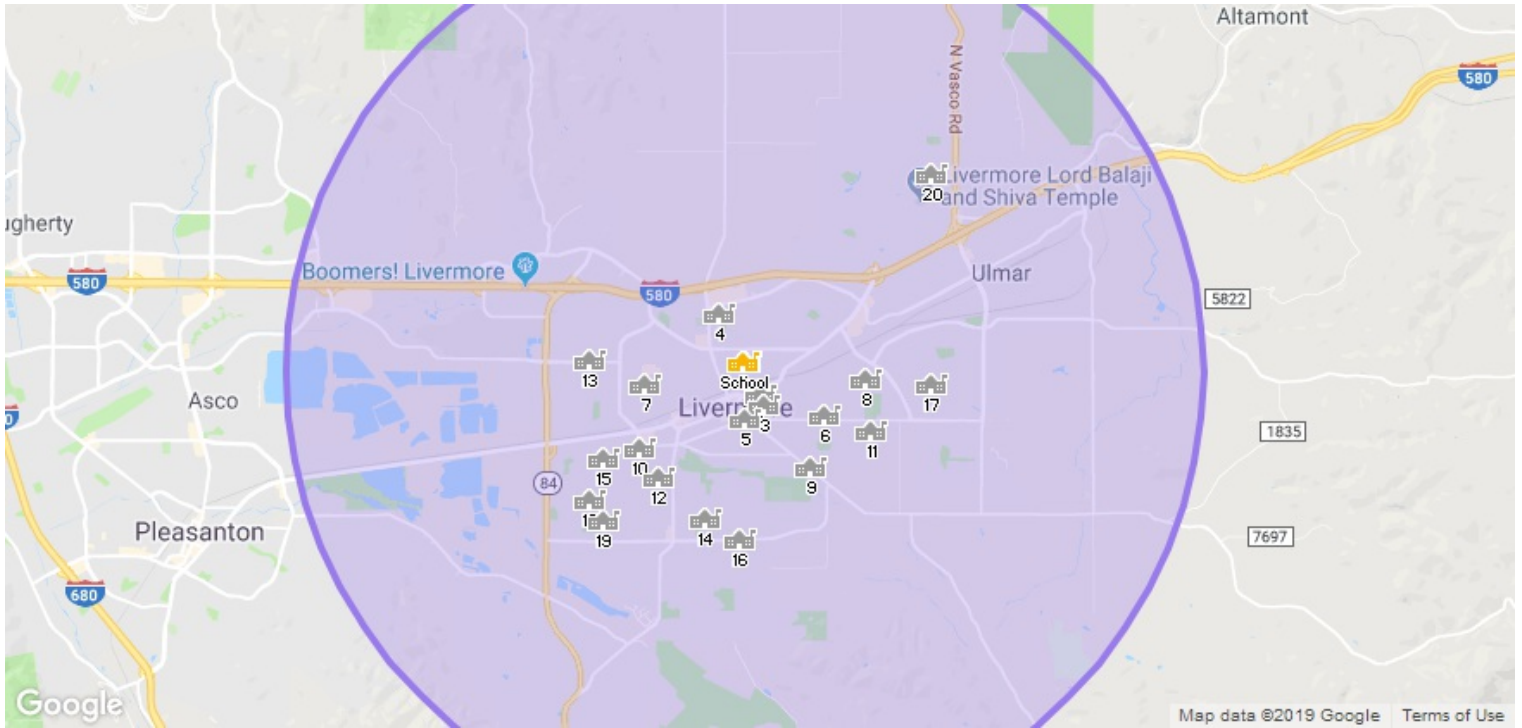 Altamont
580
N Vasco Rd
Livermore Lord Balaji
and Shiva Temple
20
ugherty
Boomers! Livermore
580
580
Ulmar
5822
4
School
13
7
8
17
Asco
Livermore
3
5
6
11
1835
10
15
12
9
84
19
14
16
Pleasanton
7697
680
Google
Map data ©2019 Google
Terms of Use